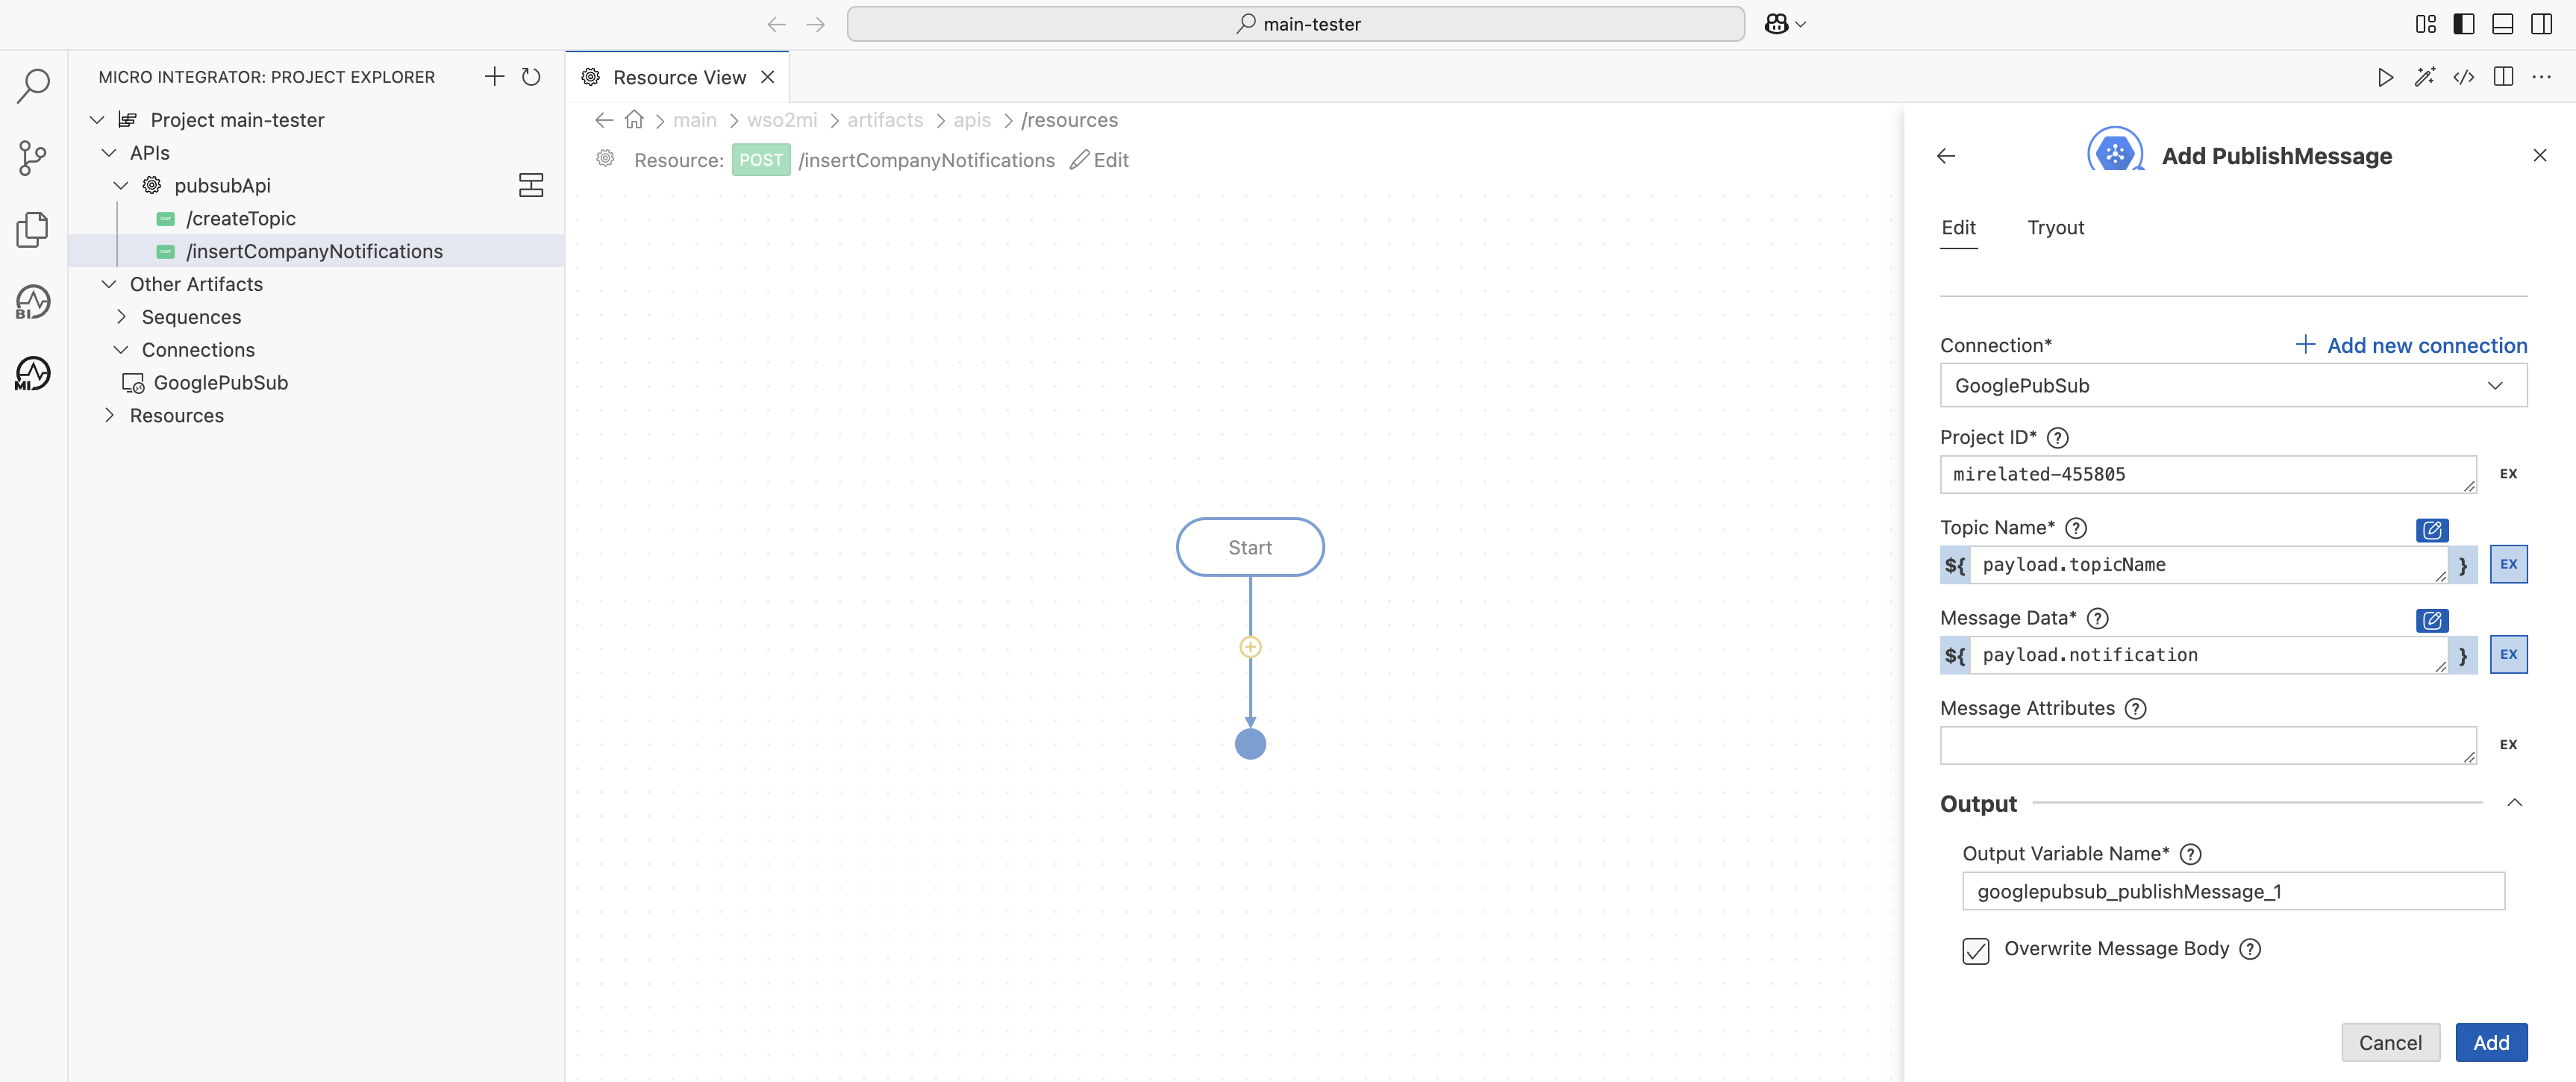 main-tester
MICRO INTEGRATOR: PROJECT EXPLORER
Project main-tester
APIs
pubsubApi
/createTopic
/insertCompanyNotifications
Other Artifacts
Sequences
Connections
GooglePubSub
Resources
BI
MI
Resource View
main > wso2mi > artifacts > apis > /resources
Resource: POST /insertCompanyNotifications Edit
Start
Add PublishMessage
Edit Tryout
Connection* Add new connection
GooglePubSub
Project ID*
mirelated-455805 EX
Topic Name*
${ payload.topicName } EX
Message Data*
${ payload.notification } EX
Message Attributes
EX
Output
Output Variable Name*
googlepubsub_publishMessage_1
Overwrite Message Body
Cancel Add